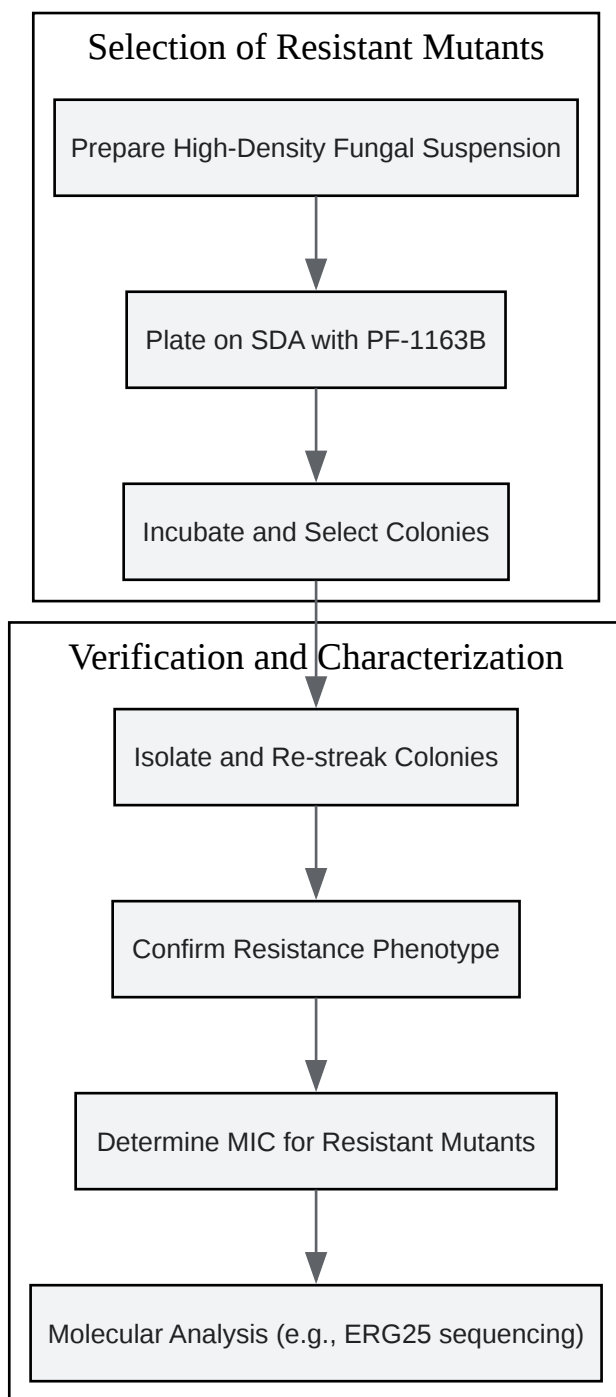 Selection of Resistant Mutants
Prepare High-Density Fungal Suspension
Plate on SDA with PF-1163B
Incubate and Select Colonies
Verification and Characterization
Isolate and Re-streak Colonies
Confirm Resistance Phenotype
Determine MIC for Resistant Mutants
Molecular Analysis (e.g., ERG25 sequencing)